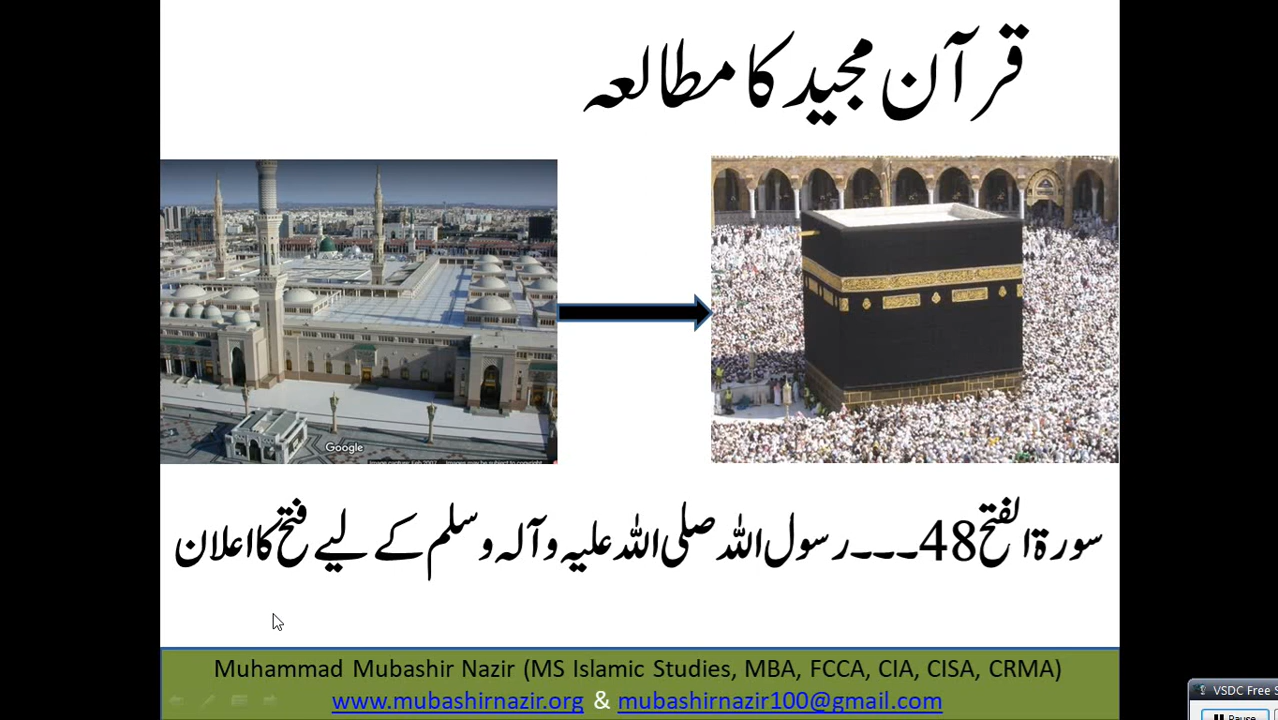 قرآن مجید کا مطالعہ
Google
سورۃ الفتح 48۔۔۔رسول اللہ صلی اللہ علیہ وآلہ وسلم کے لیے فتح کا اعلان
Muhammad Mubashir Nazir (MS Islamic Studies, MBA, FCCA, CIA, CISA, CRMA)
www.mubashirnazir.org & mubashirnazir100@gmail.com
VSDC Free
Pause